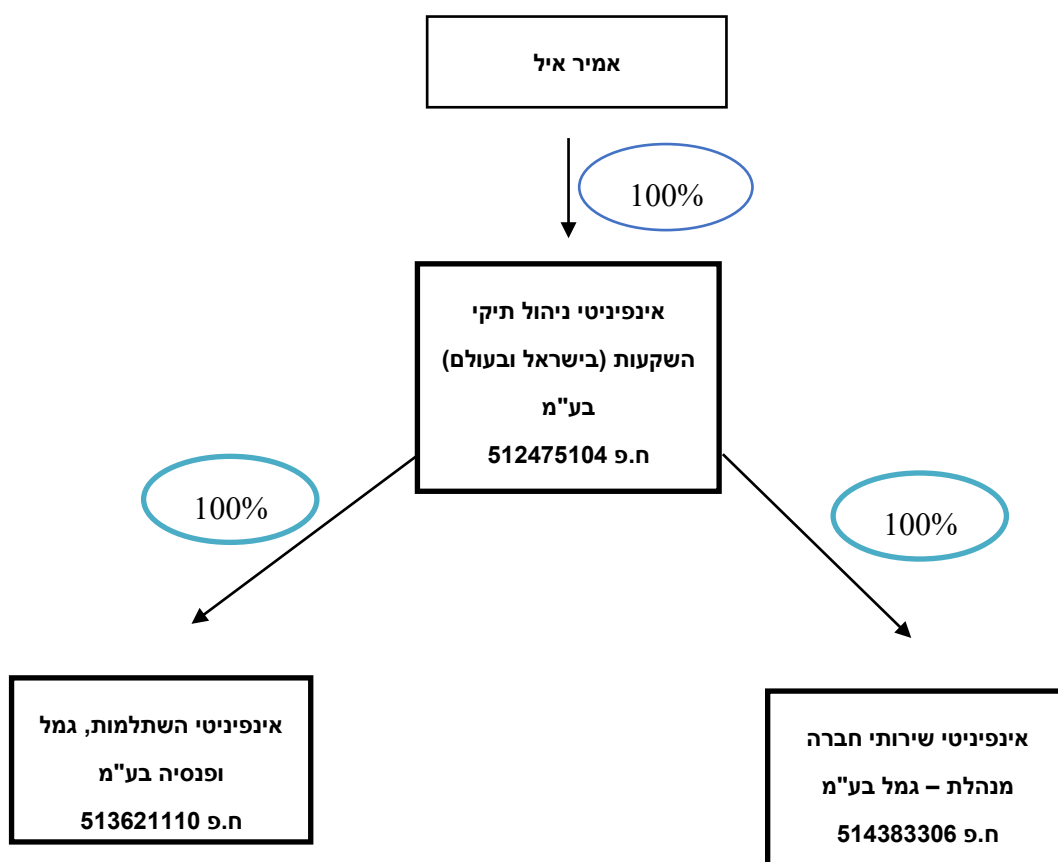 אמיר איל
100%
אינפיניטי ניהול תיקי
השקעות (בישראל ובעולם)
בע"מ
ח.פ 512475104
100%
100%
אינפיניטי שירותי חברה
מנהלת – גמל בע"מ
ח.פ 514383306
אינפיניטי השתלמות, גמל
ופנסיה בע"מ
ח.פ 513621110